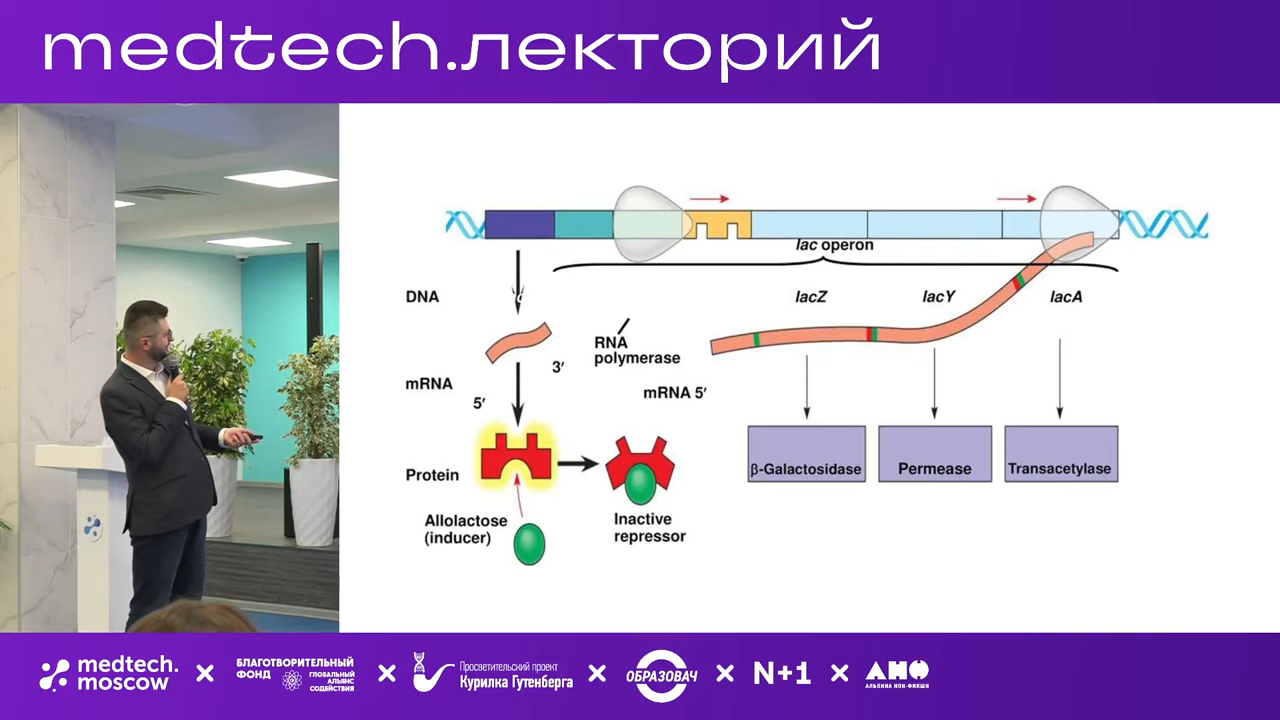 medtech.лекторий
lac operon
DNA
lacZ
lacY
lacA
RNA
polymerase
3′
mRNA
5′
mRNA 5′
Protein
β-Galactosidase
Permease
Transacetylase
Allolactose
(inducer)
Inactive
repressor
medtech.
moscow
×
БЛАГОТВОРИТЕЛЬНЫЙ
ФОНД
ГЛОБАЛЬНЫЙ
АЛЬЯНС
СОДЕЙСТВИЯ
×
Просветительский проект
Курилка Гутенберга
×
ОБРАЗОВАЧ
×
N+1
×
АНФ
АЛЬПИНА НОН-ФИКШН